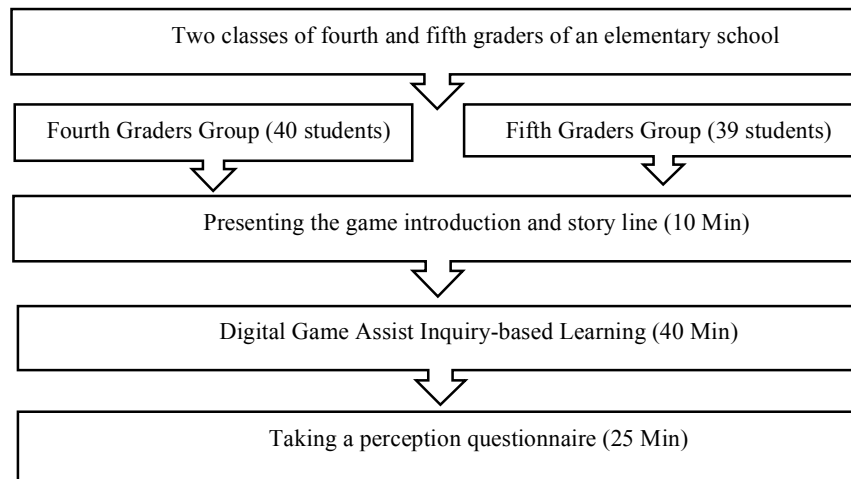 Two classes of fourth and fifth graders of an elementary school
Fourth Graders Group (40 students)
Fifth Graders Group (39 students)
Presenting the game introduction and story line (10 Min)
Digital Game Assist Inquiry-based Learning (40 Min)
Taking a perception questionnaire (25 Min)